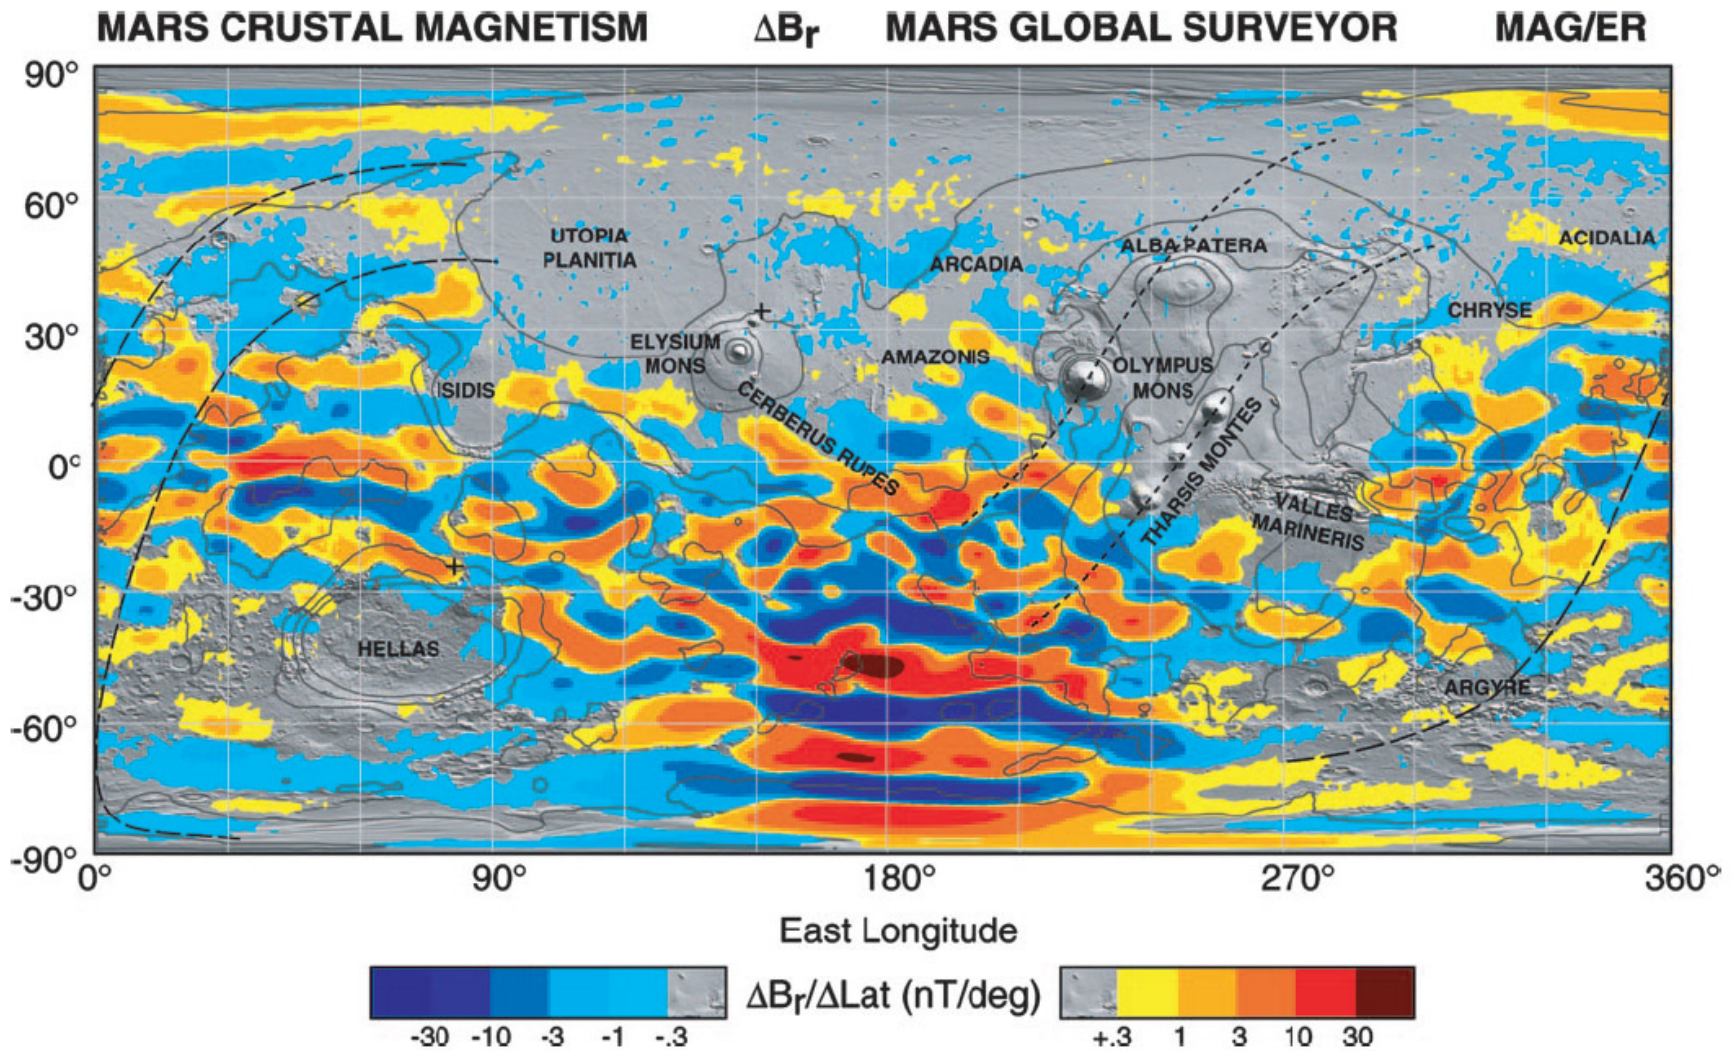 MARS CRUSTAL MAGNETISM ΔBr MARS GLOBAL SURVEYOR MAG/ER
90°
60°
30°
0°
-30°
-60°
-90°
UTOPIA
PLANITIA
ARCADIA
ALBA PATERA
ACIDALIA
CHRYSE
ELYSIUM
MONS
AMAZONIS
OLYMPUS
MONS
ISIDIS
CERBERUS RUPES
THARSIS MONTES
VALLES
MARINERIS
HELLAS
ARGYRE
0° 90° 180° 270° 360°
East Longitude
ΔBr/ΔLat (nT/deg)
-30 -10 -3 -1 -.3
+.3 1 3 10 30